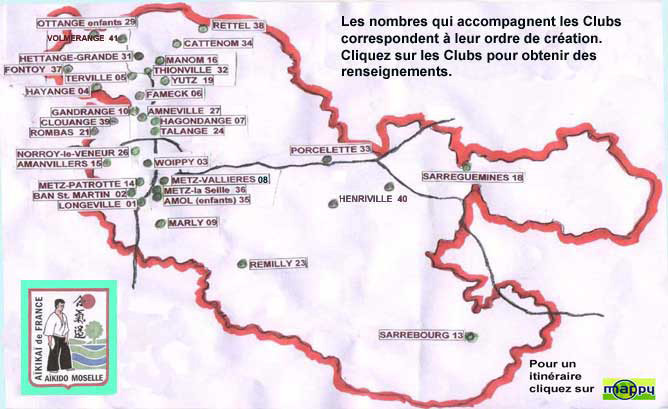 Les nombres qui accompagnent les Clubs
correspondent à leur ordre de création.
Cliquez sur les Clubs pour obtenir des
renseignements.
OTTANGE enfants 29
RETTEL 38
VOLMERANGE 41
CATTENOM 34
HETTANGE-GRANDE 31
MANOM 16
FONTOY 37
THIONVILLE 32
TERVILLE 05
YUTZ 19
HAYANGE 04
FAMECK 06
GANDRANGE 10
AMNEVILLE 27
CLOUANGE 39
HAGONDANGE 07
ROMBAS 21
TALANGE 24
NORROY-le-VENEUR 26
PORCELETTE 33
AMANVILLERS 15
WOIPPY 03
SARREGUEMINES 18
METZ-PATROTTE 14
METZ-VALLIERES 08
BAN St. MARTIN 02
METZ-la Seille 36
HENRIVILLE 40
LONGEVILLE 01
AMOL (enfants) 35
MARLY 09
REMILLY 23
SARREBOURG 13
AÏKIKAÏ de FRANCE
合氣道
AÏKIDO MOSELLE
Pour un
itinéraire
cliquez sur
mappy